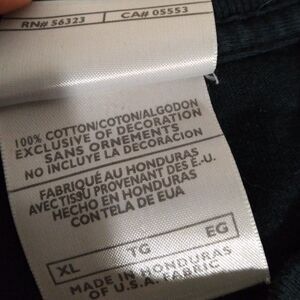 RN# 56323 CA# 05553
100% COTTON/COTON/ALGODON
EXCLUSIVE OF DECORATION
SANS ORNEMENTS
NO INCLUYE LA DECORACION
FABRIQUÉ AU HONDURAS
AVEC TISSU PROVENANT DES É.-U.
HECHO EN HONDURAS
CON TELA DE EUA
XL TG EG
MADE IN HONDURAS
OF U.S.A. FABRIC